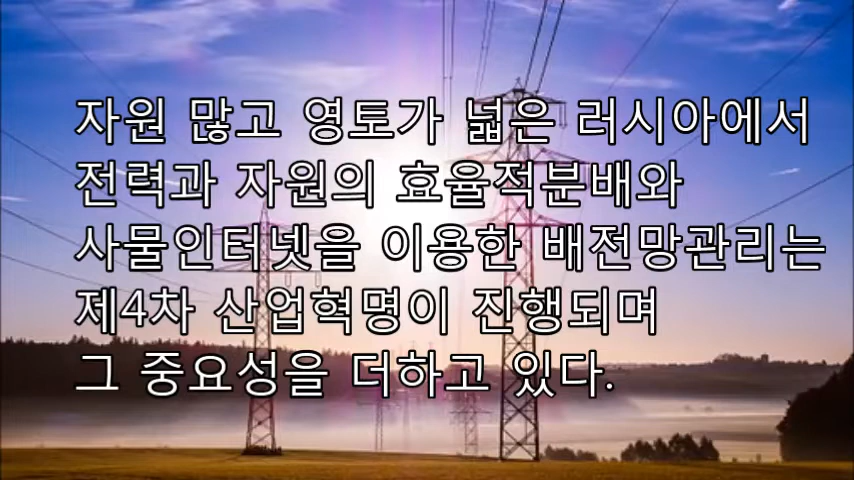 자원 많고 영토가 넓은 러시아에서
전력과 자원의 효율적분배와
사물인터넷을 이용한 배전망관리는
제4차 산업혁명이 진행되며
그 중요성을 더하고 있다.